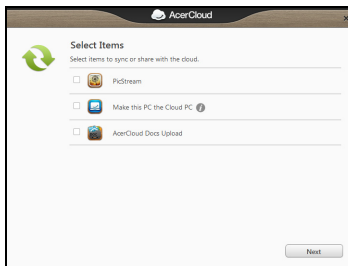 AcerCloud
Select Items
Select items to sync or share with the cloud.
PicStream
Make this PC the Cloud PC
AcerCloud Docs Upload
Next